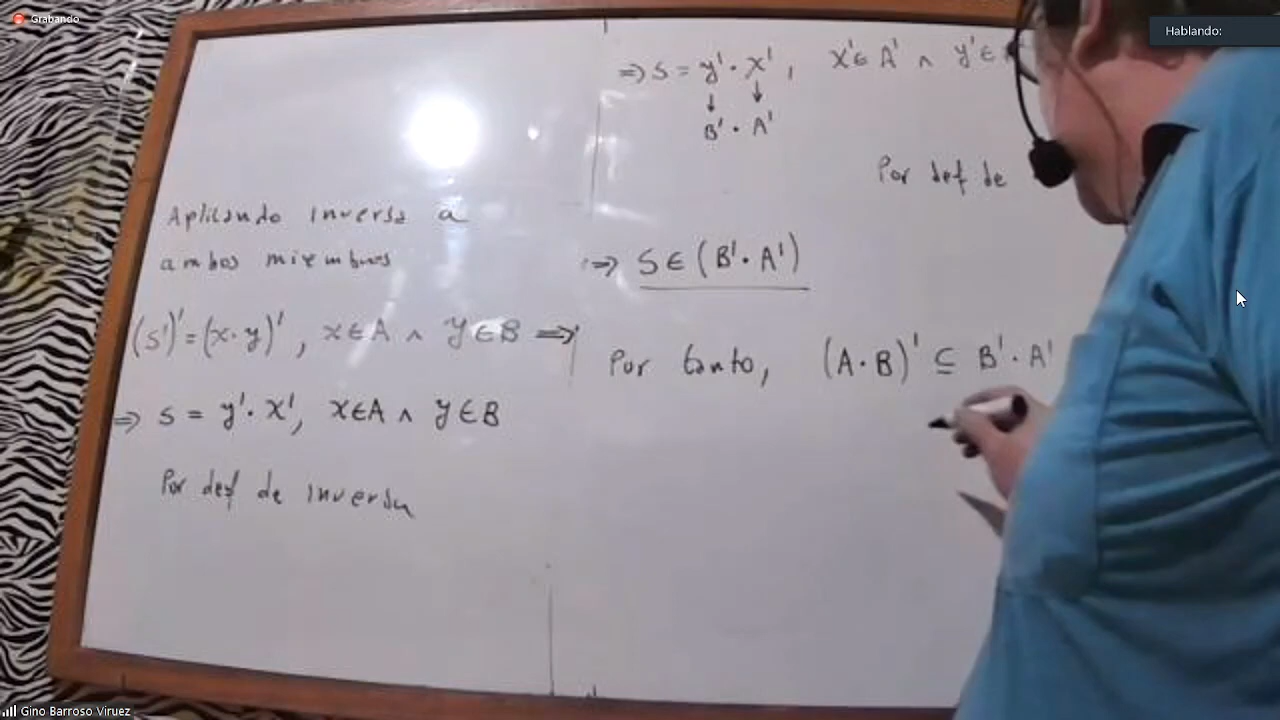 Grabando
Hablando:
Aplicando inversa a
ambos miembros
(s')' = (x·y)', x∈A ∧ y∈B ⇒
⇒ s = y'·x', x∈A ∧ y∈B
Por def de inversa
⇒ s = y'·x', x'∈A' ∧ y'∈
↓ ↓
B'·A'
Por def de
⇒ s∈(B'·A')
Por tanto, (A·B)' ⊆ B'·A'
Gino Barroso Viruez